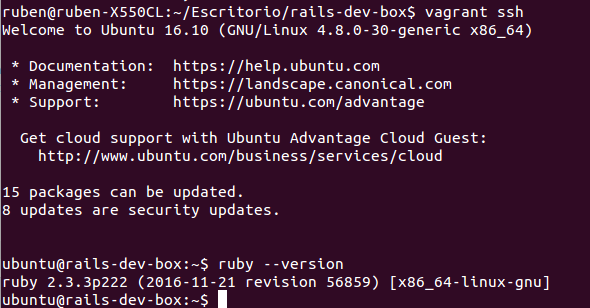 ruben@ruben-X550CL:~/Escritorio/rails-dev-box$ vagrant ssh
Welcome to Ubuntu 16.10 (GNU/Linux 4.8.0-30-generic x86_64)
* Documentation:  https://help.ubuntu.com
* Management:     https://landscape.canonical.com
* Support:        https://ubuntu.com/advantage
Get cloud support with Ubuntu Advantage Cloud Guest:
http://www.ubuntu.com/business/services/cloud
15 packages can be updated.
8 updates are security updates.
ubuntu@rails-dev-box:~$ ruby --version
ruby 2.3.3p222 (2016-11-21 revision 56859) [x86_64-linux-gnu]
ubuntu@rails-dev-box:~$